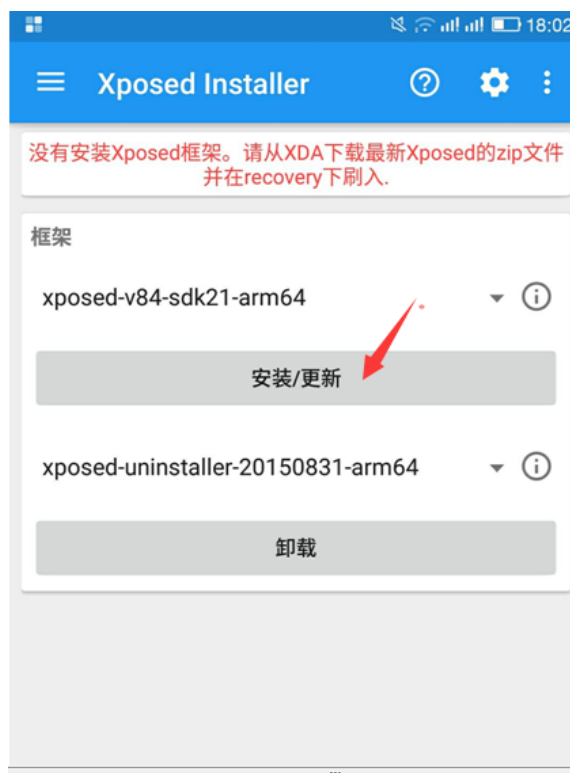 18:02
Xposed Installer
没有安装Xposed框架。请从XDA下载最新Xposed的zip文件
并在recovery下刷入.
框架
xposed-v84-sdk21-arm64
安装/更新
xposed-uninstaller-20150831-arm64
卸载